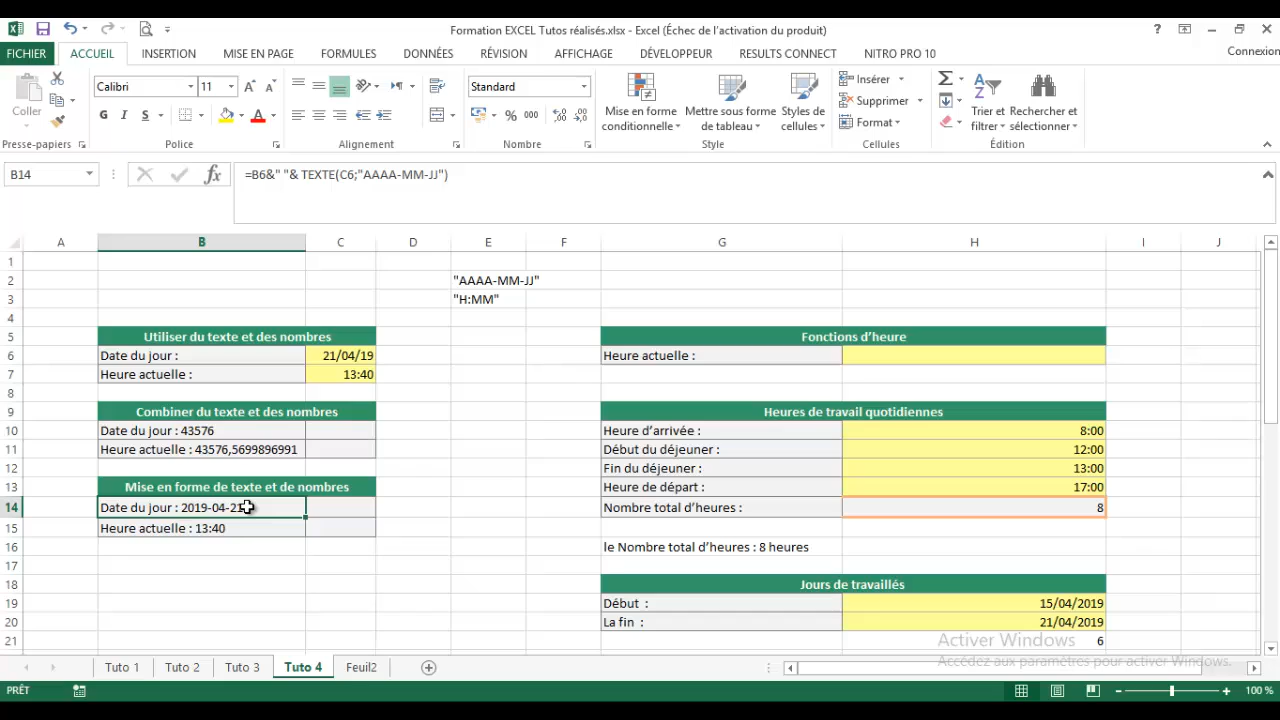 Formation EXCEL Tutos réalisés.xlsx - Excel (Échec de l'activation du produit)
FICHIER ACCUEIL INSERTION MISE EN PAGE FORMULES DONNÉES RÉVISION AFFICHAGE DÉVELOPPEUR RESULTS CONNECT NITRO PRO 10 Connexion
Coller
Calibri 11
G I S
Standard
% 000
Mise en forme conditionnelle
Mettre sous forme de tableau
Styles de cellules
Insérer
Supprimer
Format
Trier et filtrer
Rechercher et sélectionner
Presse-papiers Police Alignement Nombre Style Cellules Édition
B14 fx =B6&" "& TEXTE(C6;"AAAA-MM-JJ")
A B C D E F G H I J
1
2 "AAAA-MM-JJ"
3 "H:MM"
4
5 Utiliser du texte et des nombres Fonctions d'heure
6 Date du jour : 21/04/19 Heure actuelle :
7 Heure actuelle : 13:40
8
9 Combiner du texte et des nombres Heures de travail quotidiennes
10 Date du jour : 43576 Heure d'arrivée : 8:00
11 Heure actuelle : 43576,5699896991 Début du déjeuner : 12:00
12 Fin du déjeuner : 13:00
13 Mise en forme de texte et de nombres Heure de départ : 17:00
14 Date du jour : 2019-04-21 Nombre total d'heures : 8
15 Heure actuelle : 13:40
16 le Nombre total d'heures : 8 heures
17
18 Jours de travaillés
19 Début : 15/04/2019
20 La fin : 21/04/2019
21 6
Activer Windows
Accédez aux paramètres pour activer Windows.
Tuto 1 Tuto 2 Tuto 3 Tuto 4 Feuil2
PRÊT 100 %